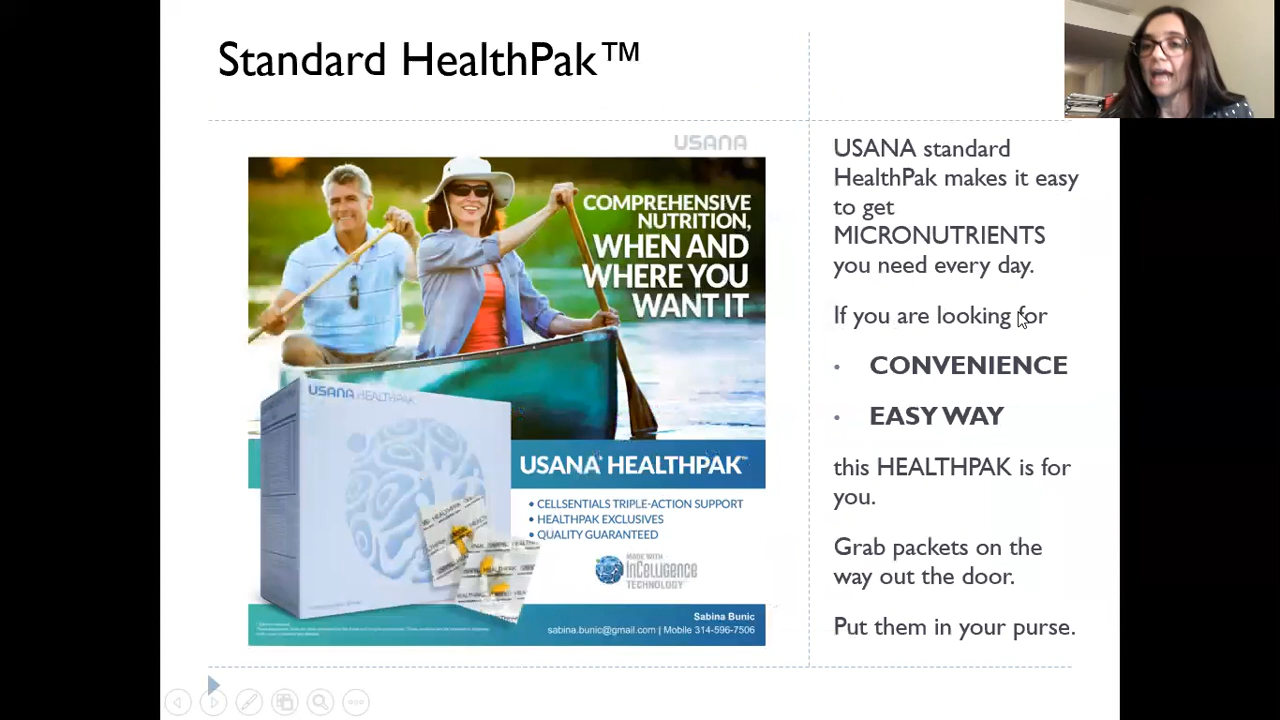 Standard HealthPak™
USANA
COMPREHENSIVE
NUTRITION,
WHEN AND
WHERE YOU
WANT IT
USANA HEALTHPAK
USANA® HEALTHPAK™
• CELLSENTIALS TRIPLE-ACTION SUPPORT
• HEALTHPAK EXCLUSIVES
• QUALITY GUARANTEED
MADE WITH
InCelligence
TECHNOLOGY
Sabina Bunic
sabina.bunic@gmail.com | Mobile 314-596-7506
USANA standard
HealthPak makes it easy
to get
MICRONUTRIENTS
you need every day.
If you are looking for
• CONVENIENCE
• EASY WAY
this HEALTHPAK is for
you.
Grab packets on the
way out the door.
Put them in your purse.